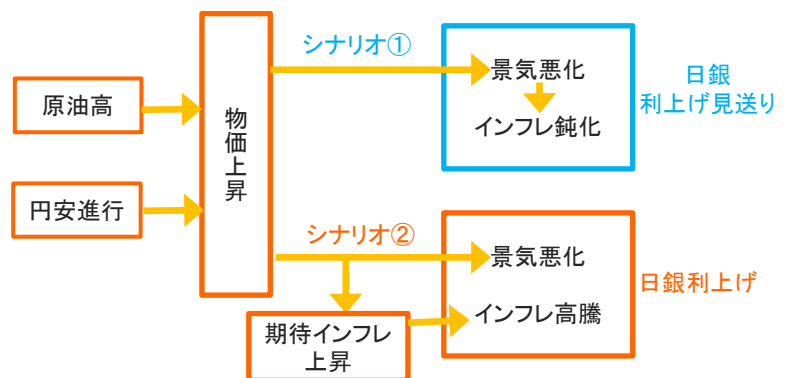 原油高
円安進行
物価上昇
シナリオ①
景気悪化
インフレ鈍化
日銀
利上げ見送り
シナリオ②
景気悪化
インフレ高騰
日銀利上げ
期待インフレ
上昇